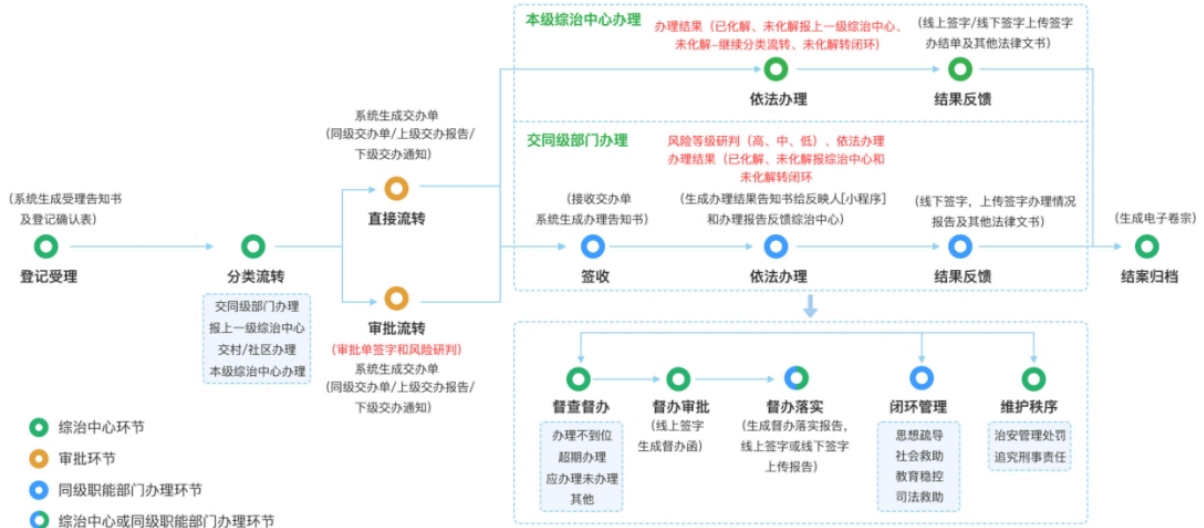 本级综治中心办理
办理结果（已化解、未化解报上一级综治中心、
未化解–继续分类流转、未化解转闭环）
(线上签字/线下签字上传签字
办结单及其他法律文书)
依法办理
结果反馈
交同级部门办理
风险等级研判（高、中、低）、依法办理
办理结果（已化解、未化解报综治中心和
未化解转闭环
(接收交办单
系统生成办理告知书)
(生成办理结果告知书给反映人[小程序]
和办理报告反馈综治中心)
(线下签字，上传签字办理情况
报告及其他法律文书)
签收
依法办理
结果反馈
(系统生成受理告知书
及登记确认表)
登记受理
分类流转
交同级部门办理
报上一级综治中心
交村/社区办理
本级综治中心办理
系统生成交办单
(同级交办单/上级交办报告/
下级交办通知)
直接流转
审批流转
(审批单签字和风险研判)
系统生成交办单
(同级交办单/上级交办报告/
下级交办通知)
(生成电子卷宗)
结案归档
督查督办
办理不到位
超期办理
应办理未办理
其他
督办审批
(线上签字
生成督办函)
督办落实
(生成督办落实报告，
线上签字或线下签字
上传报告)
闭环管理
思想疏导
社会救助
教育稳控
司法救助
维护秩序
治安管理处罚
追究刑事责任
综治中心环节
审批环节
同级职能部门办理环节
综治中心或同级职能部门办理环节